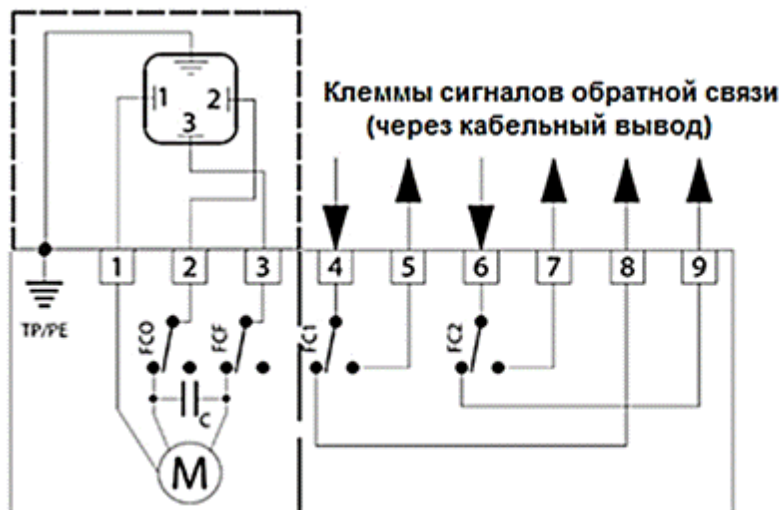 1 2
3
Клеммы сигналов обратной связи
(через кабельный вывод)
1 2 3 4 5 6 7 8 9
TP/PE
FCO FCF FC1 FC2
C
M